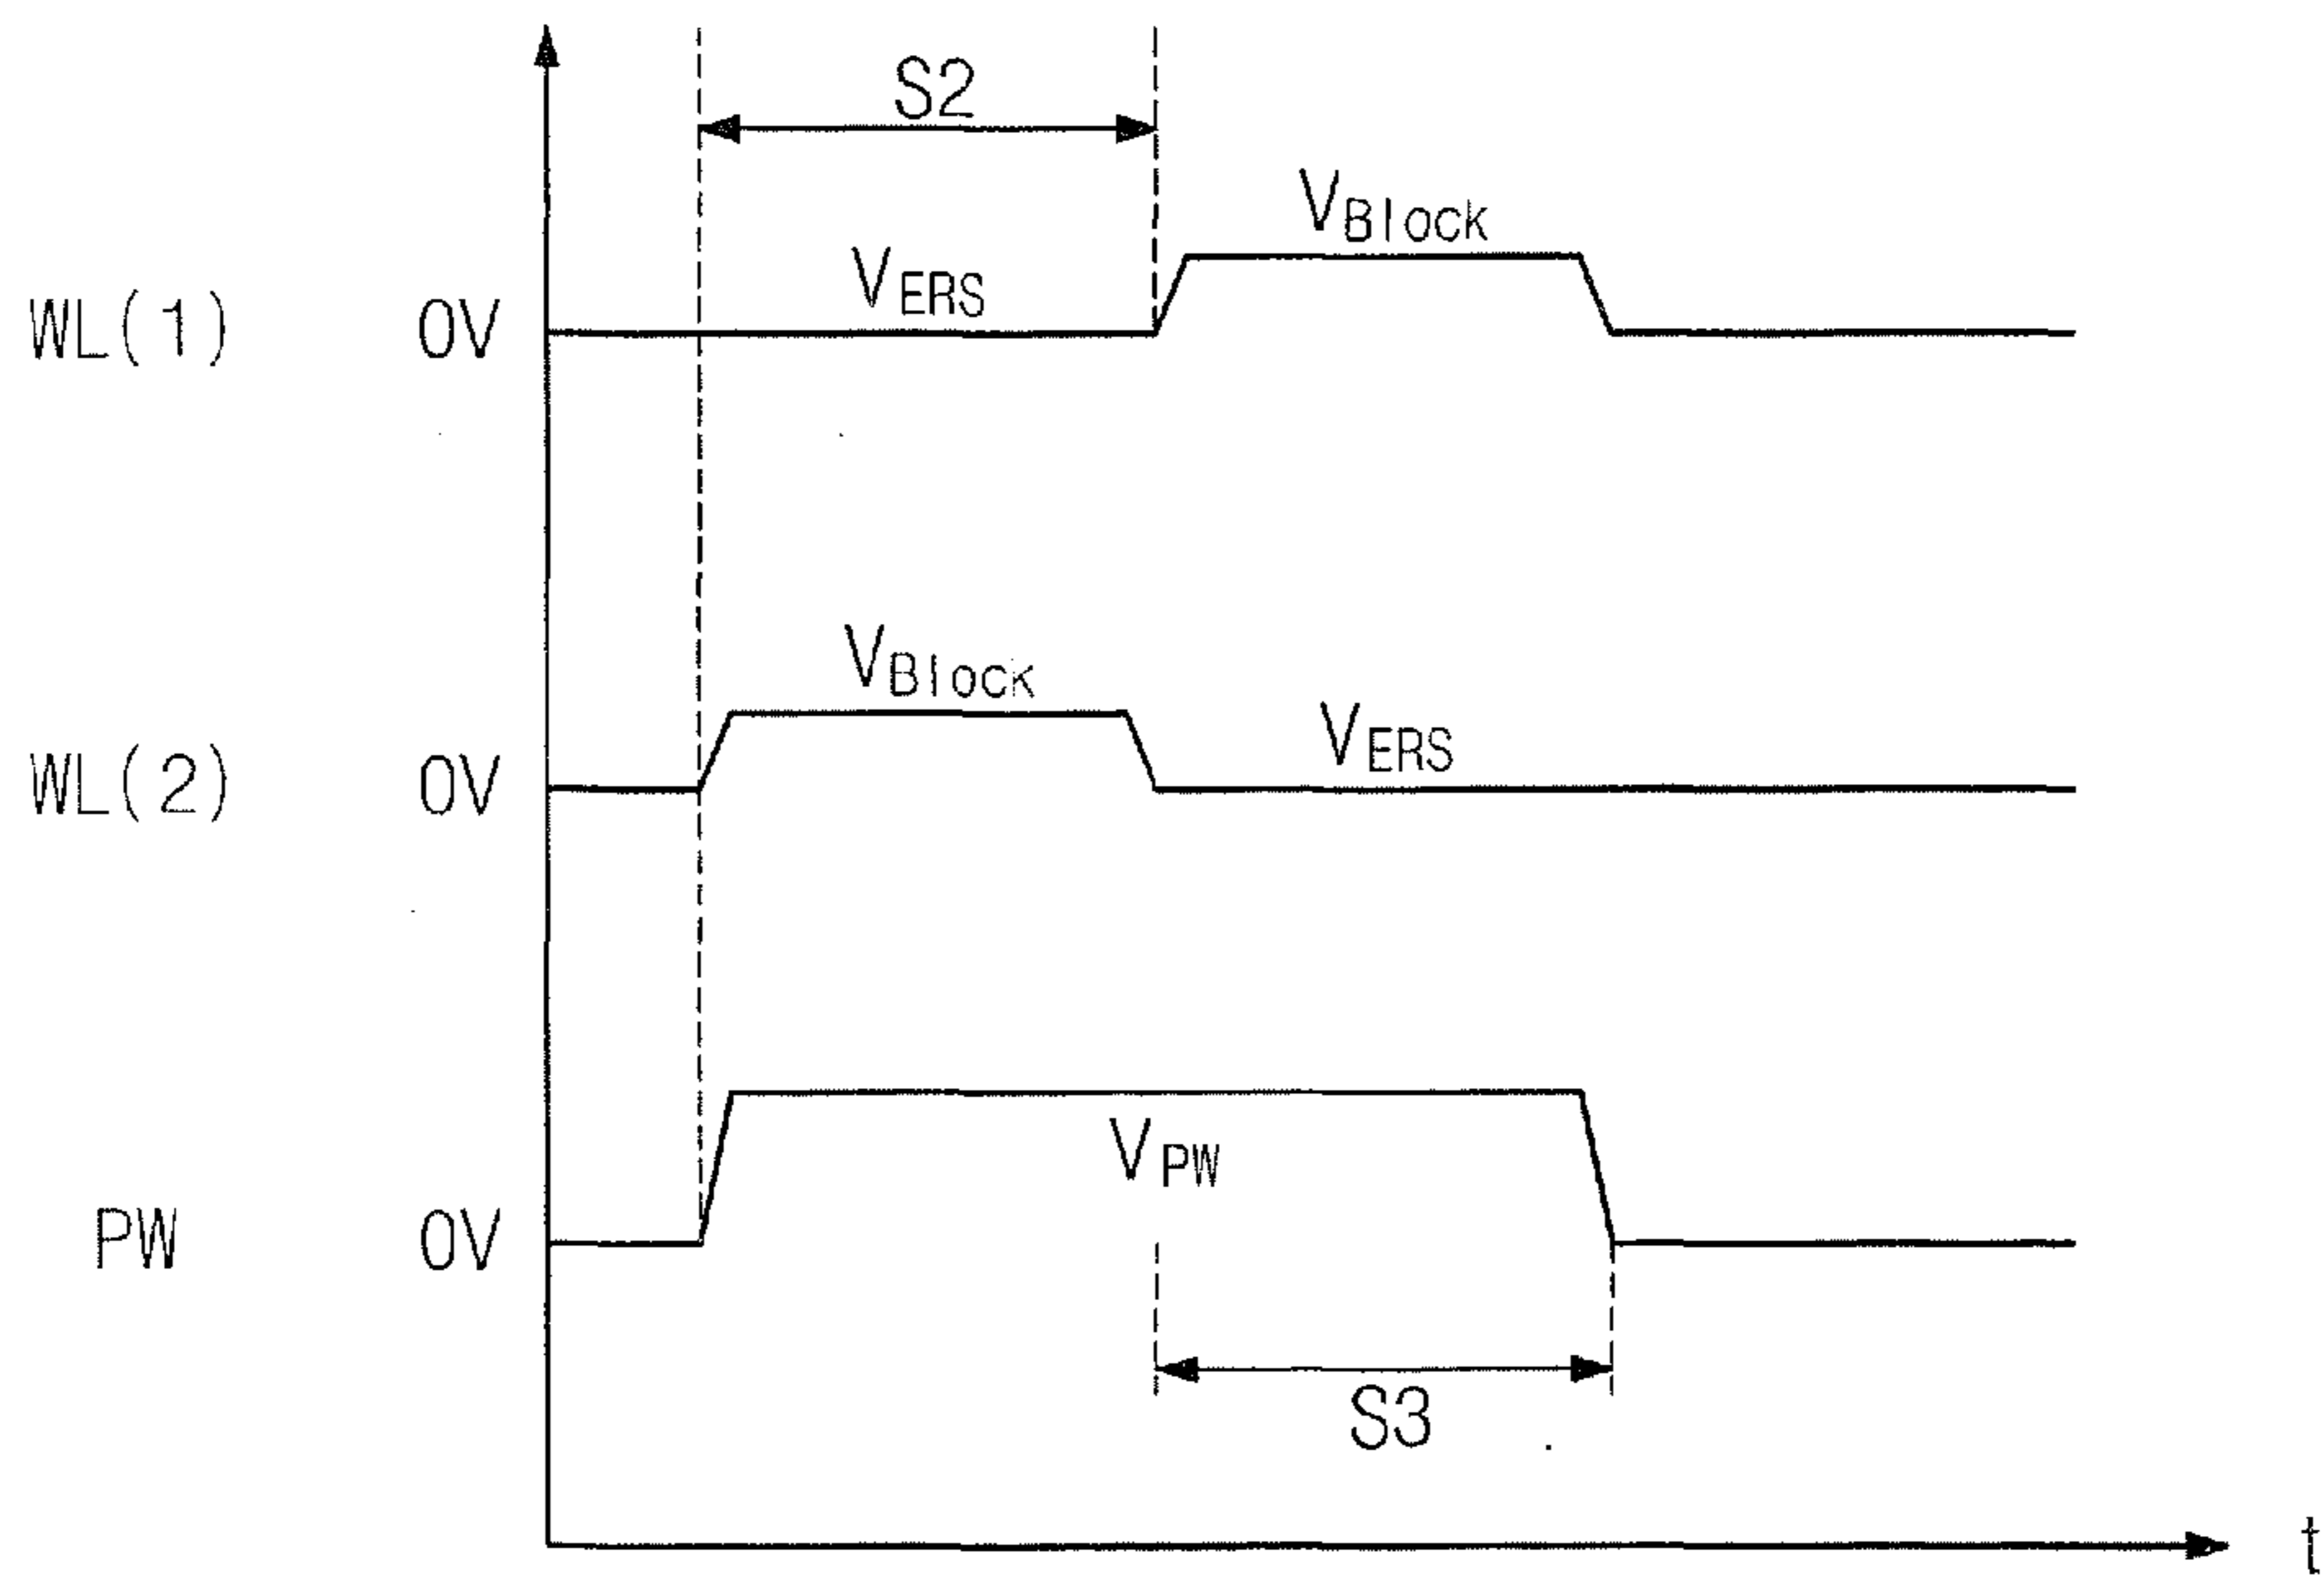 S2
VBlock
VERS
WL(1) 0V
VBlock
VERS
WL(2) 0V
VPW
PW 0V
S3
t